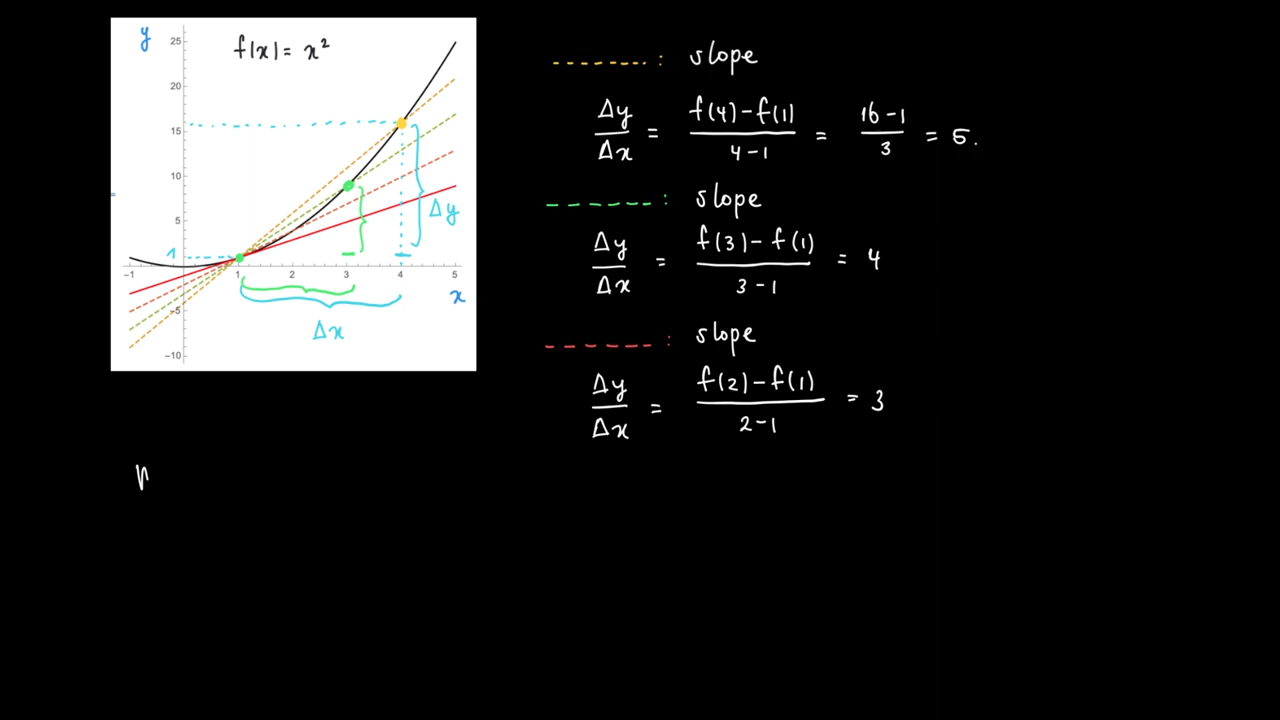 y
f(x) = x²
25
20
15
10
5
1
-1 1 2 3 4 5
x
-5
-10
Δy
Δx
: slope
Δy/Δx = (f(4) - f(1))/(4 - 1) = (16 - 1)/3 = 5.
: slope
Δy/Δx = (f(3) - f(1))/(3 - 1) = 4
: slope
Δy/Δx = (f(2) - f(1))/(2 - 1) = 3